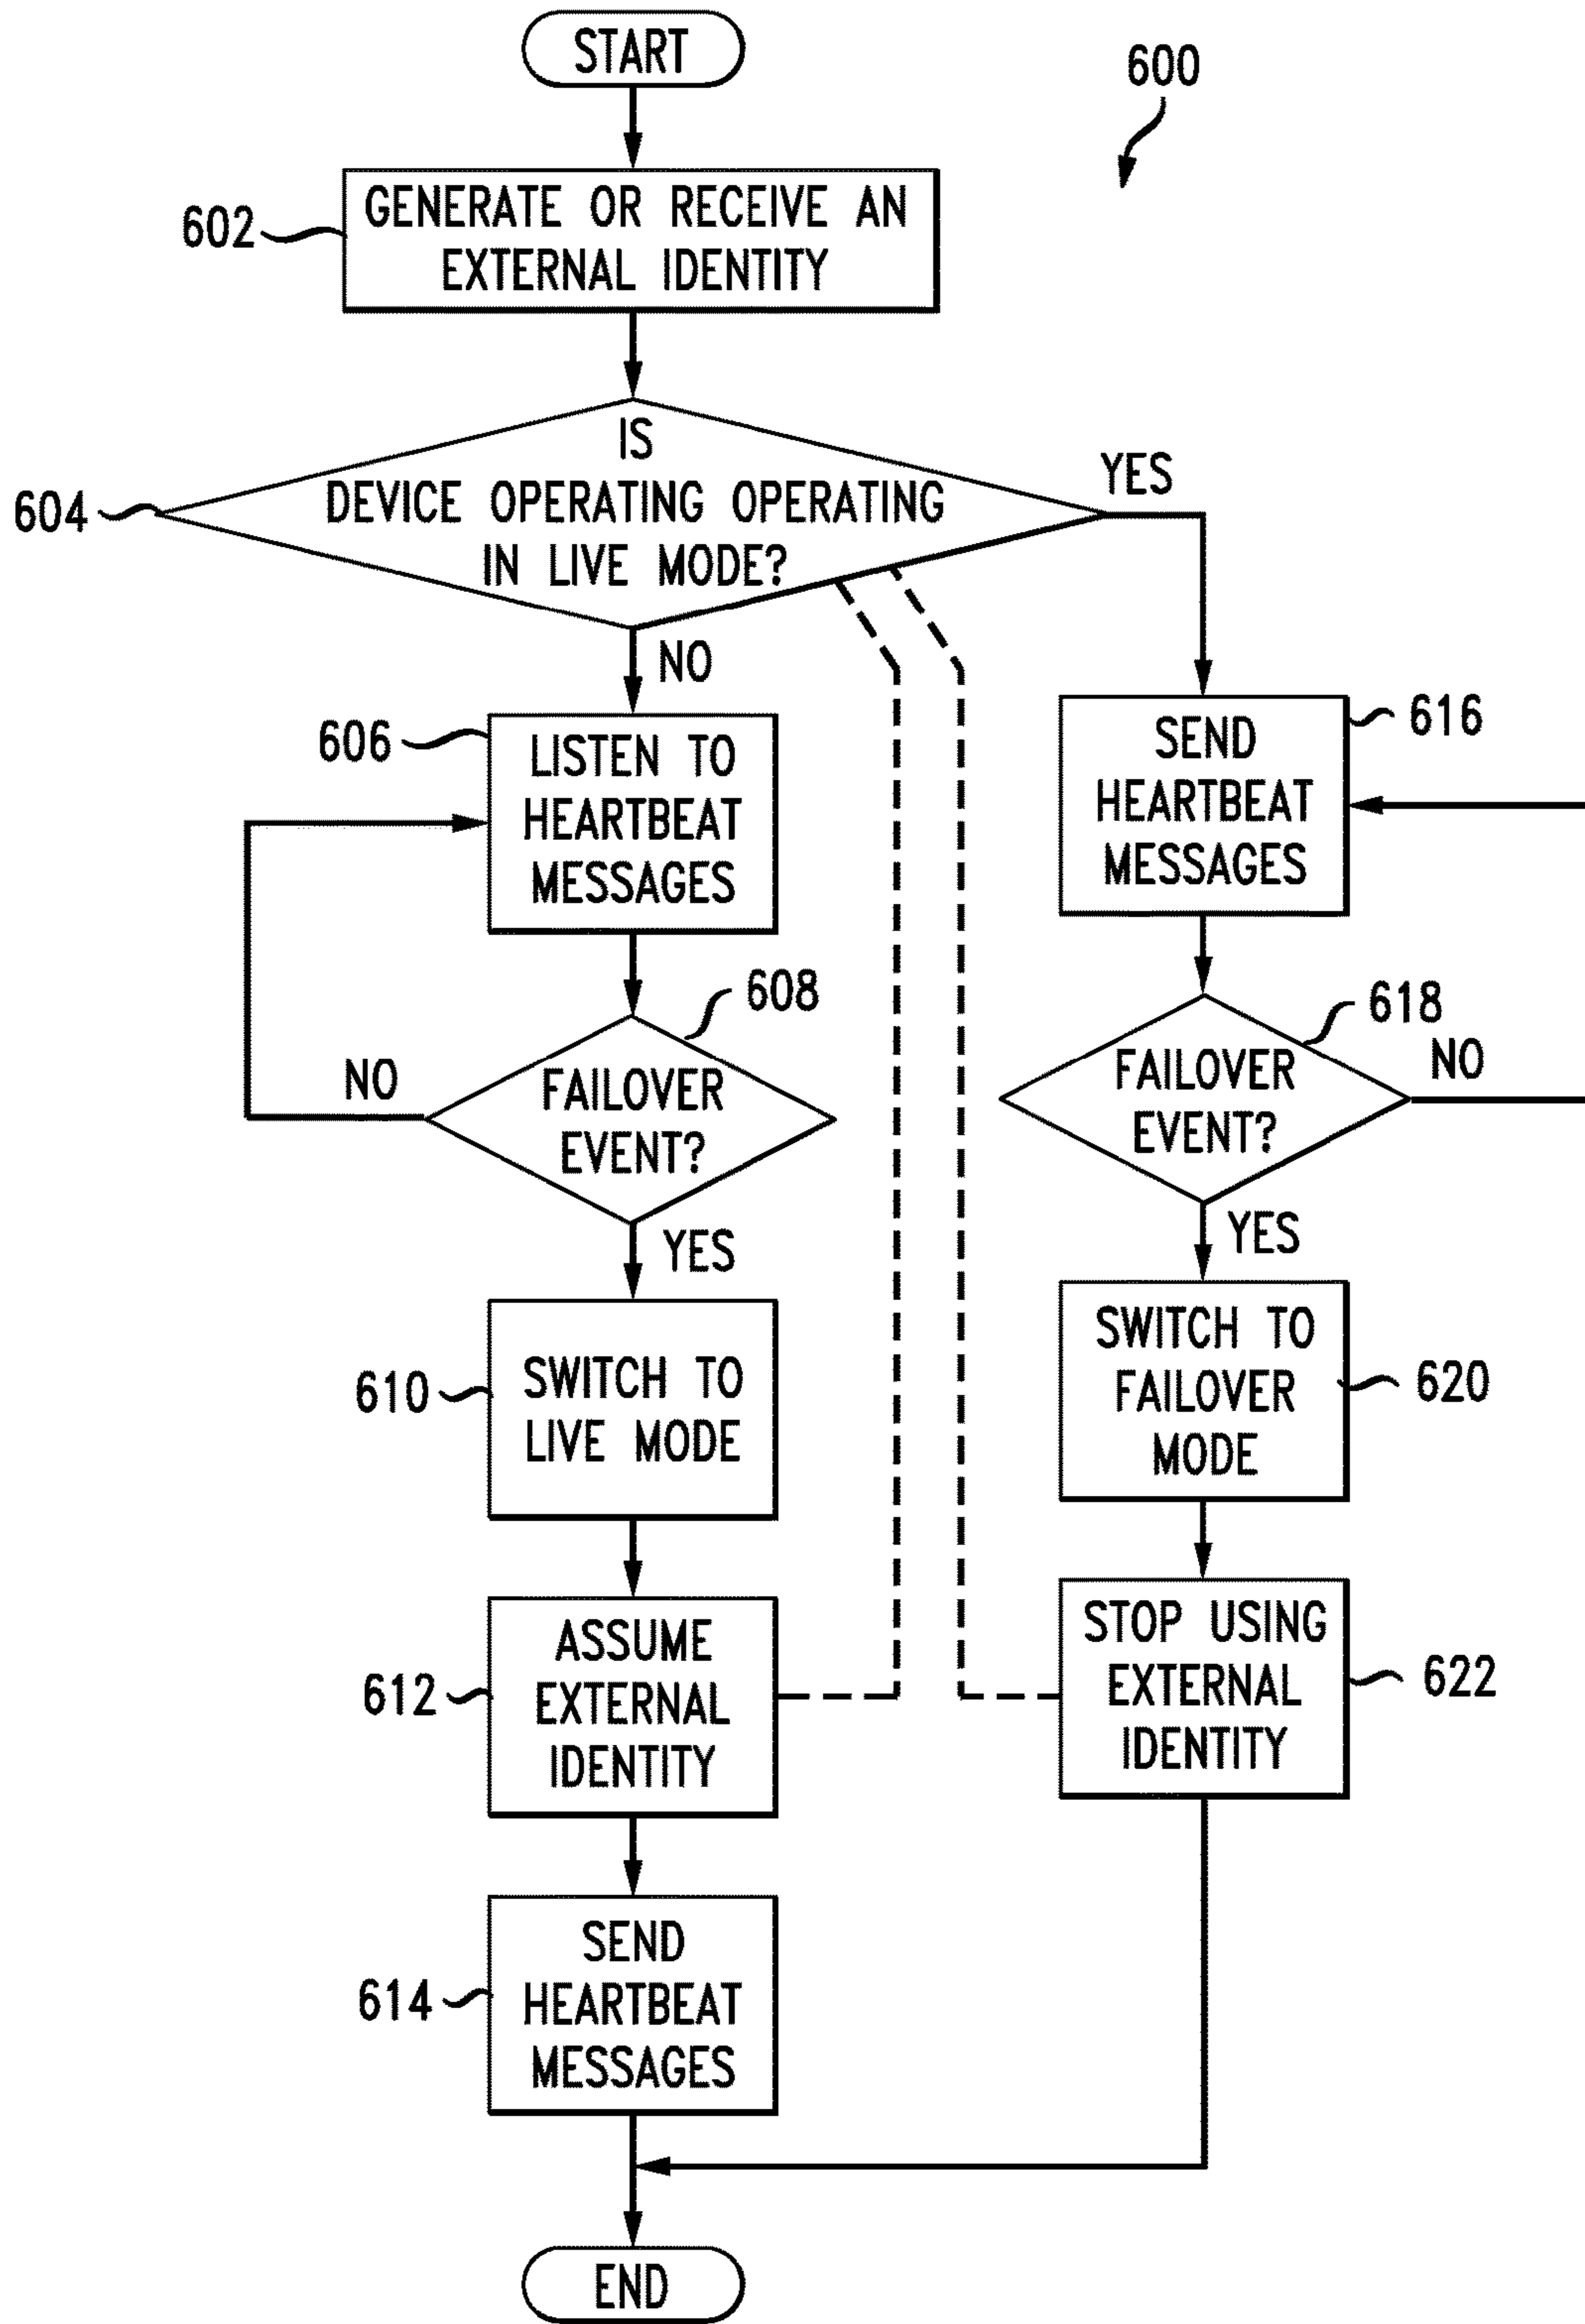 START
600
602
GENERATE OR RECEIVE AN
EXTERNAL IDENTITY
604
IS
DEVICE OPERATING OPERATING
IN LIVE MODE?
YES
NO
606
LISTEN TO
HEARTBEAT
MESSAGES
608
FAILOVER
EVENT?
NO
YES
610
SWITCH TO
LIVE MODE
612
ASSUME
EXTERNAL
IDENTITY
614
SEND
HEARTBEAT
MESSAGES
616
SEND
HEARTBEAT
MESSAGES
618
FAILOVER
EVENT?
NO
YES
620
SWITCH TO
FAILOVER
MODE
622
STOP USING
EXTERNAL
IDENTITY
END